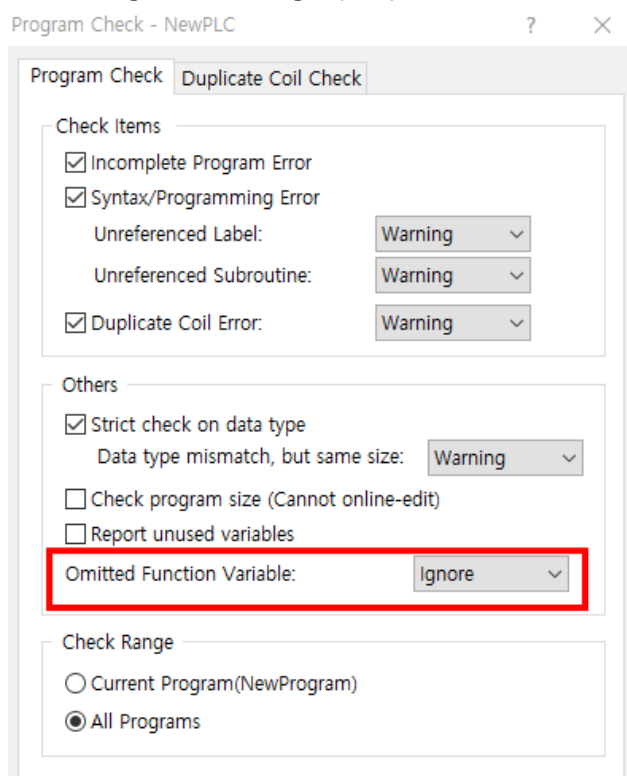 Program Check - NewPLC ? ×
Program Check Duplicate Coil Check
Check Items
Incomplete Program Error
Syntax/Programming Error
Unreferenced Label: Warning
Unreferenced Subroutine: Warning
Duplicate Coil Error: Warning
Others
Strict check on data type
Data type mismatch, but same size: Warning
Check program size (Cannot online-edit)
Report unused variables
Omitted Function Variable: Ignore
Check Range
Current Program(NewProgram)
All Programs